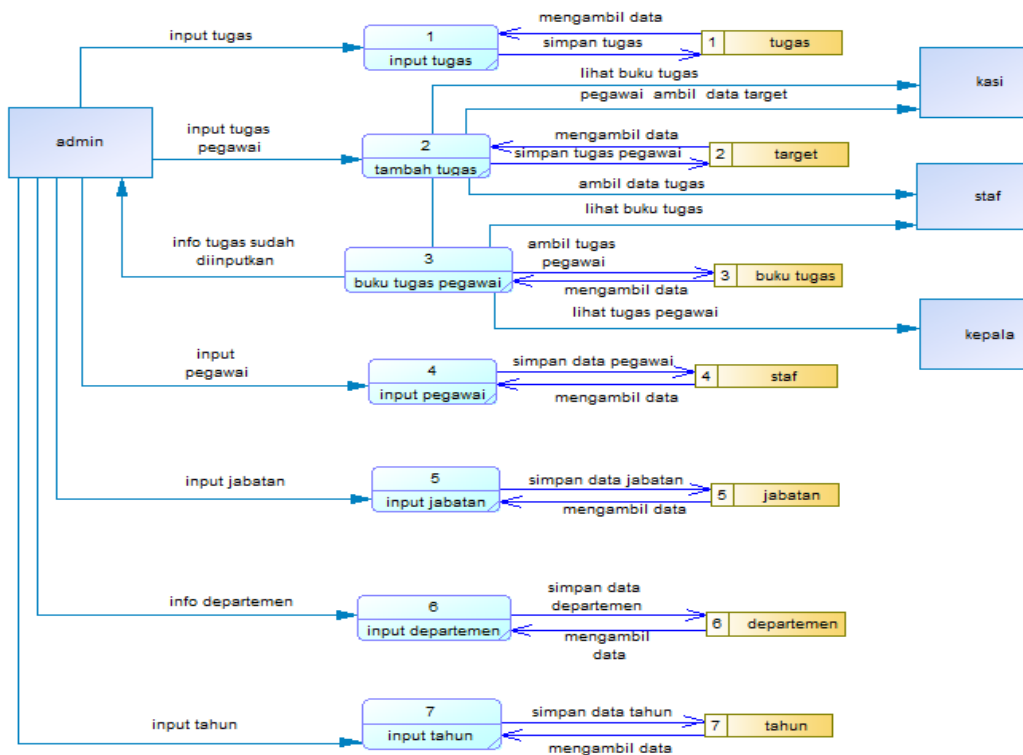 mengambil data
input tugas
1
input tugas
simpan tugas
1 tugas
lihat buku tugas
pegawai ambil data target
kasi
admin
input tugas
pegawai
2
tambah tugas
mengambil data
simpan tugas pegawai
2 target
ambil data tugas
staf
lihat buku tugas
info tugas sudah
diinputkan
3
buku tugas pegawai
ambil tugas
pegawai
mengambil data
3 buku tugas
lihat tugas pegawai
kepala
input
pegawai
4
input pegawai
simpan data pegawai
mengambil data
4 staf
input jabatan
5
input jabatan
simpan data jabatan
mengambil data
5 jabatan
info departemen
6
input departemen
simpan data
departemen
mengambil
data
6 departemen
input tahun
7
input tahun
simpan data tahun
mengambil data
7 tahun